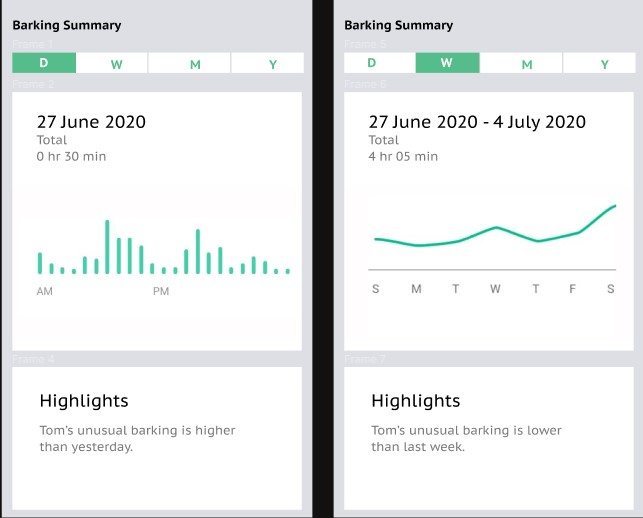 Barking Summary
Frame 1
D W M Y
Frame 2
27 June 2020
Total
0 hr 30 min
AM PM
Frame 4
Highlights
Tom's unusual barking is higher
than yesterday.
Barking Summary
Frame 5
D W M Y
Frame 6
27 June 2020 - 4 July 2020
Total
4 hr 05 min
S M T W T F S
Frame 7
Highlights
Tom's unusual barking is lower
than last week.